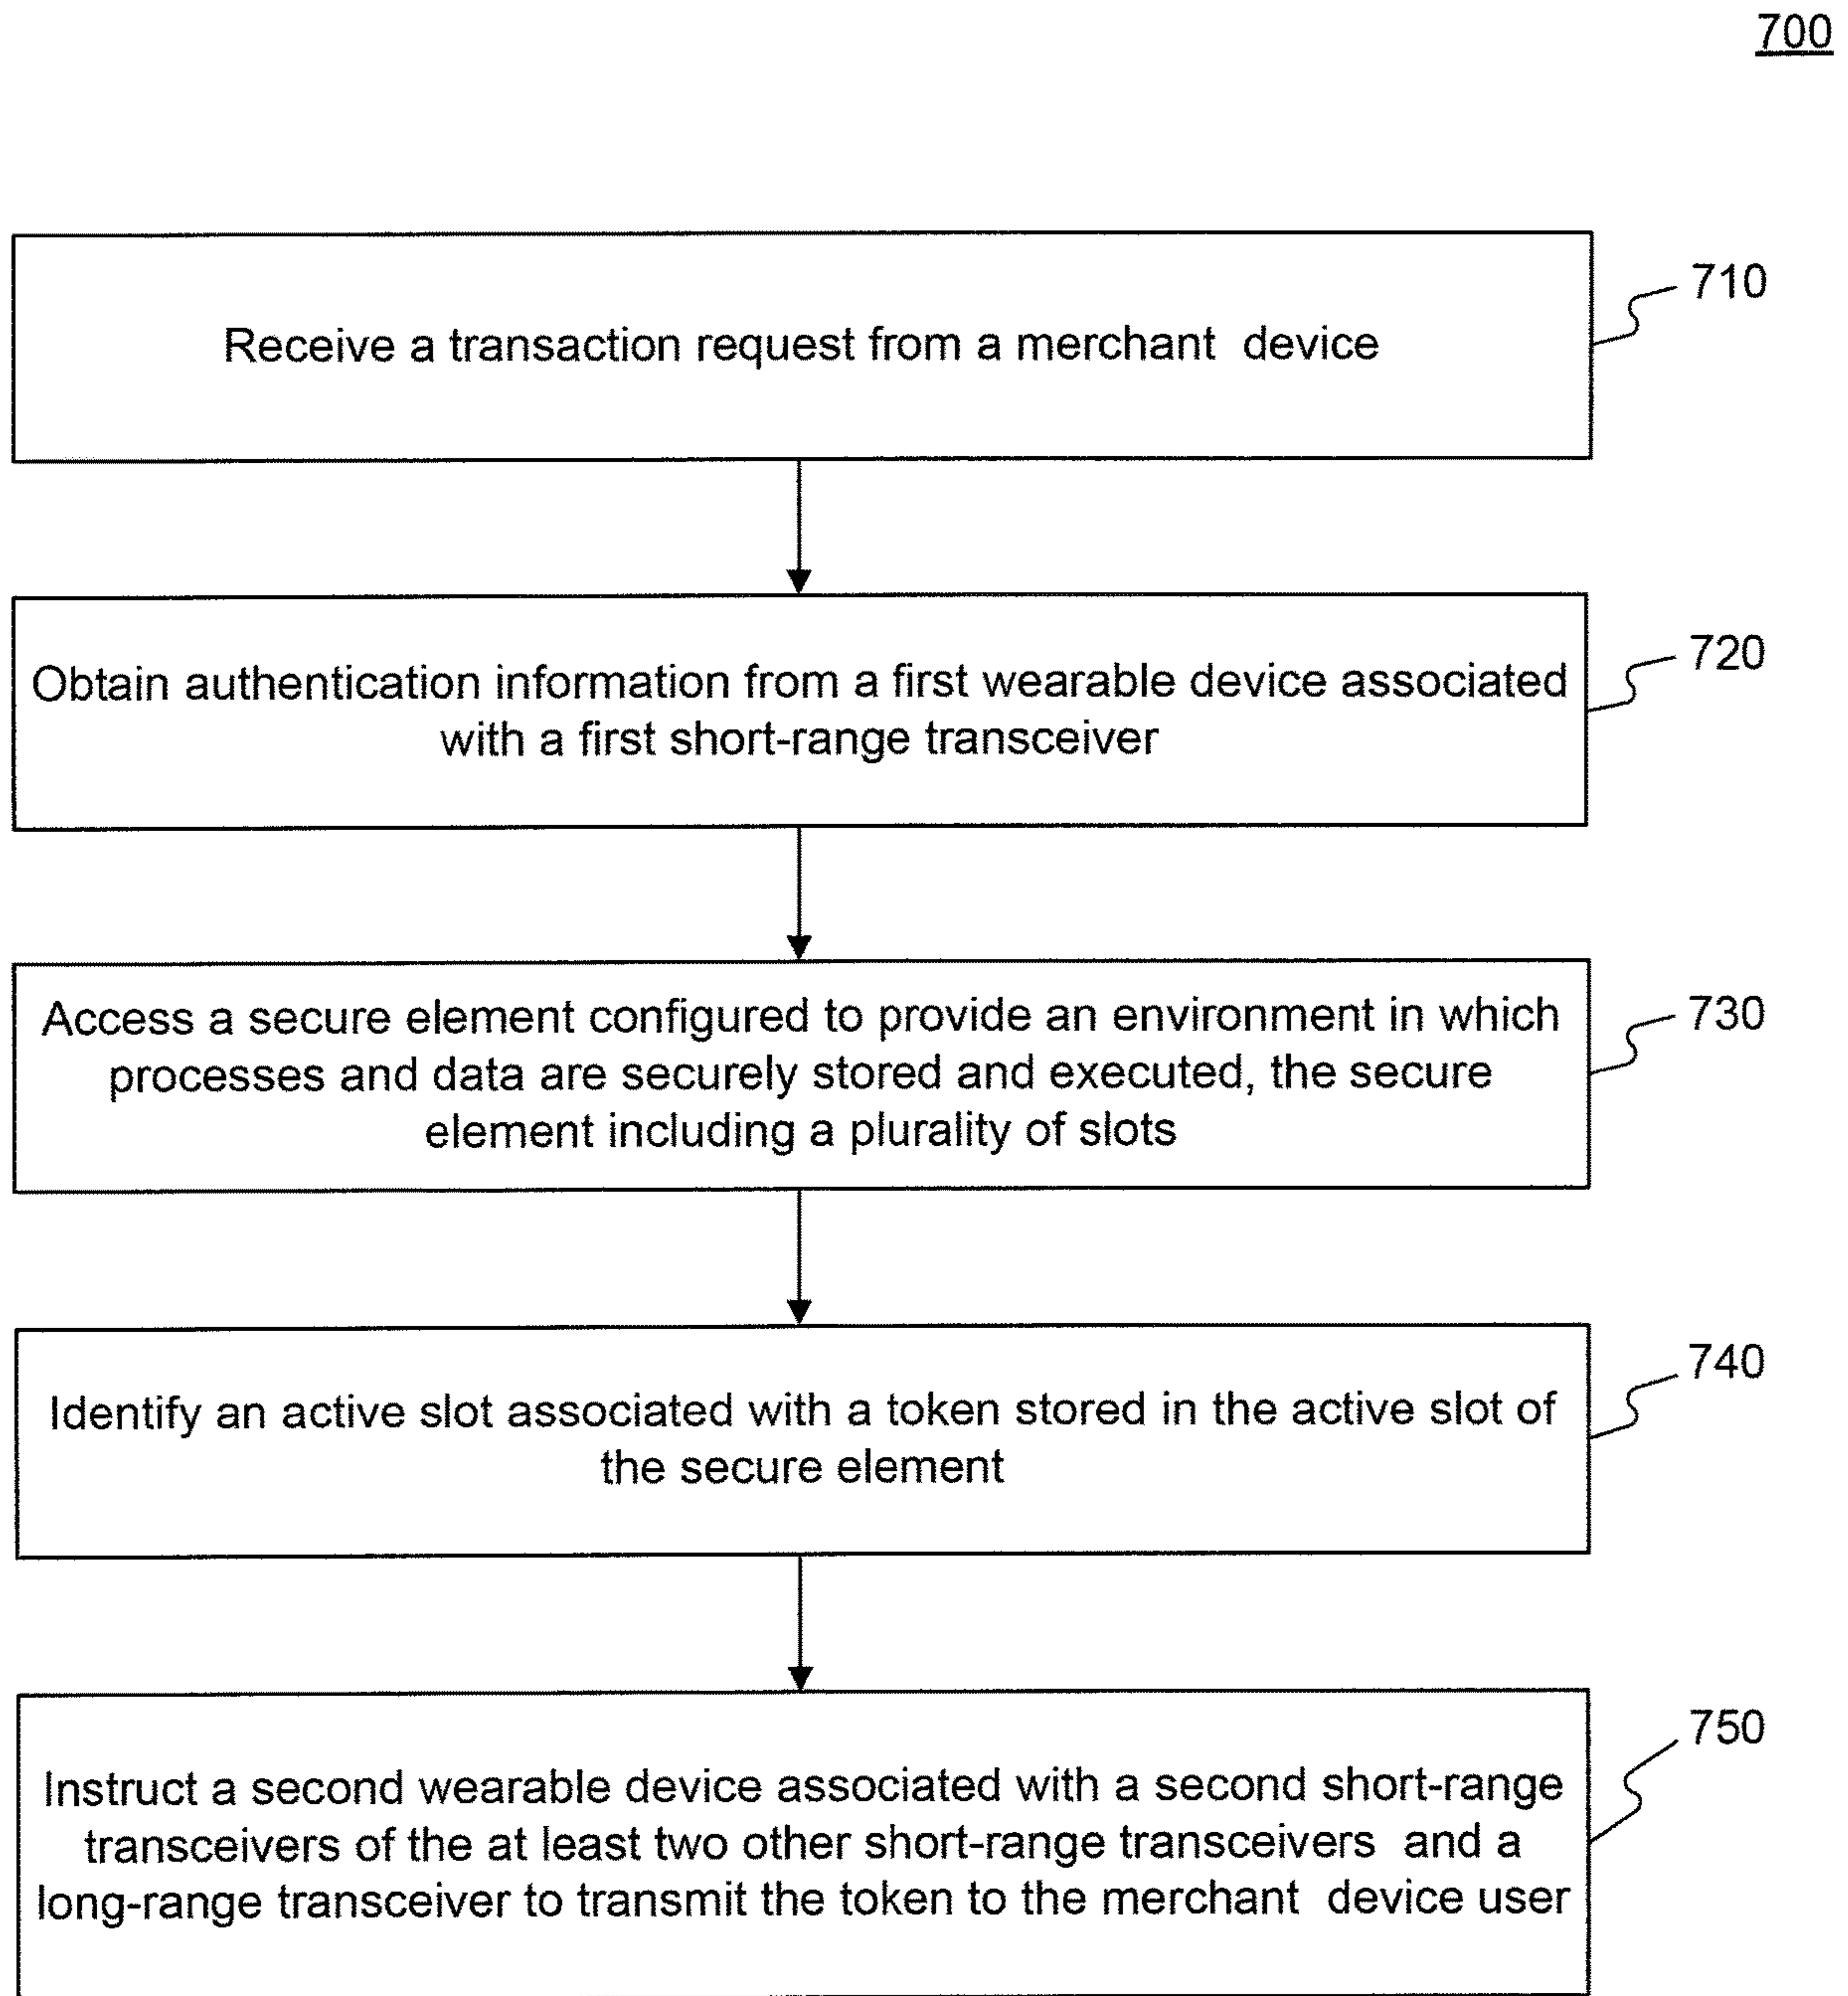 700
Receive a transaction request from a merchant device
710
Obtain authentication information from a first wearable device associated
with a first short-range transceiver
720
Access a secure element configured to provide an environment in which
processes and data are securely stored and executed, the secure
element including a plurality of slots
730
Identify an active slot associated with a token stored in the active slot of
the secure element
740
Instruct a second wearable device associated with a second short-range
transceivers of the at least two other short-range transceivers and a
long-range transceiver to transmit the token to the merchant device user
750